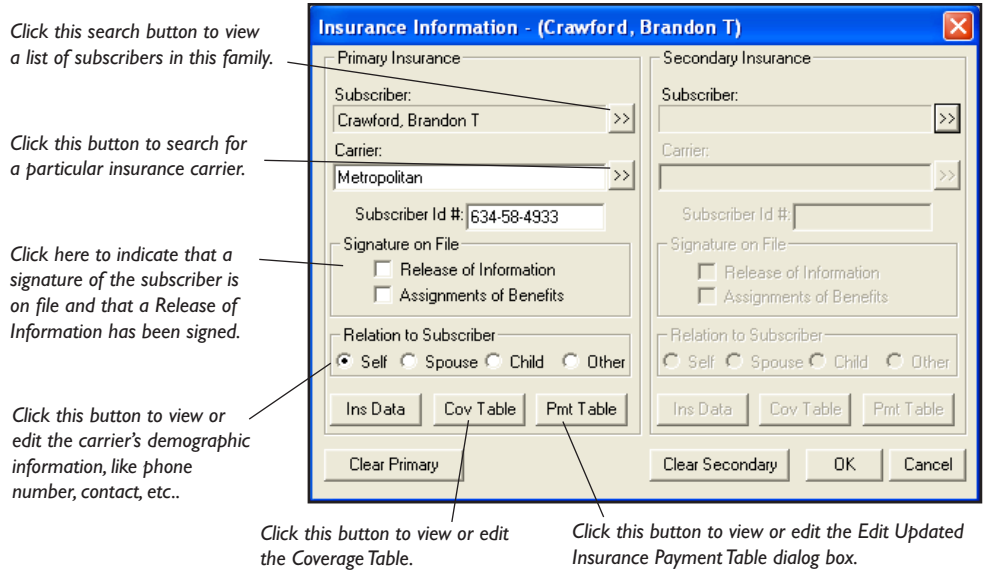 Click this search button to view
a list of subscribers in this family.
Click this button to search for
a particular insurance carrier.
Click here to indicate that a
signature of the subscriber is
on file and that a Release of
Information has been signed.
Click this button to view or
edit the carrier's demographic
information, like phone
number, contact, etc..
Insurance Information - (Crawford, Brandon T)
Primary Insurance
Subscriber:
Crawford, Brandon T >>
Carrier:
Metropolitan >>
Subscriber Id #: 634-58-4933
Signature on File
Release of Information
Assignments of Benefits
Relation to Subscriber
Self Spouse Child Other
Ins Data Cov Table Pmt Table
Clear Primary
Secondary Insurance
Subscriber:
>>
Carrier:
>>
Subscriber Id #:
Signature on File
Release of Information
Assignments of Benefits
Relation to Subscriber
Self Spouse Child Other
Ins Data Cov Table Pmt Table
Clear Secondary OK Cancel
Click this button to view or edit
the Coverage Table.
Click this button to view or edit the Edit Updated
Insurance Payment Table dialog box.